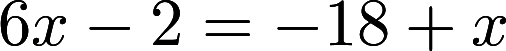 6x − 2 = −18 + x